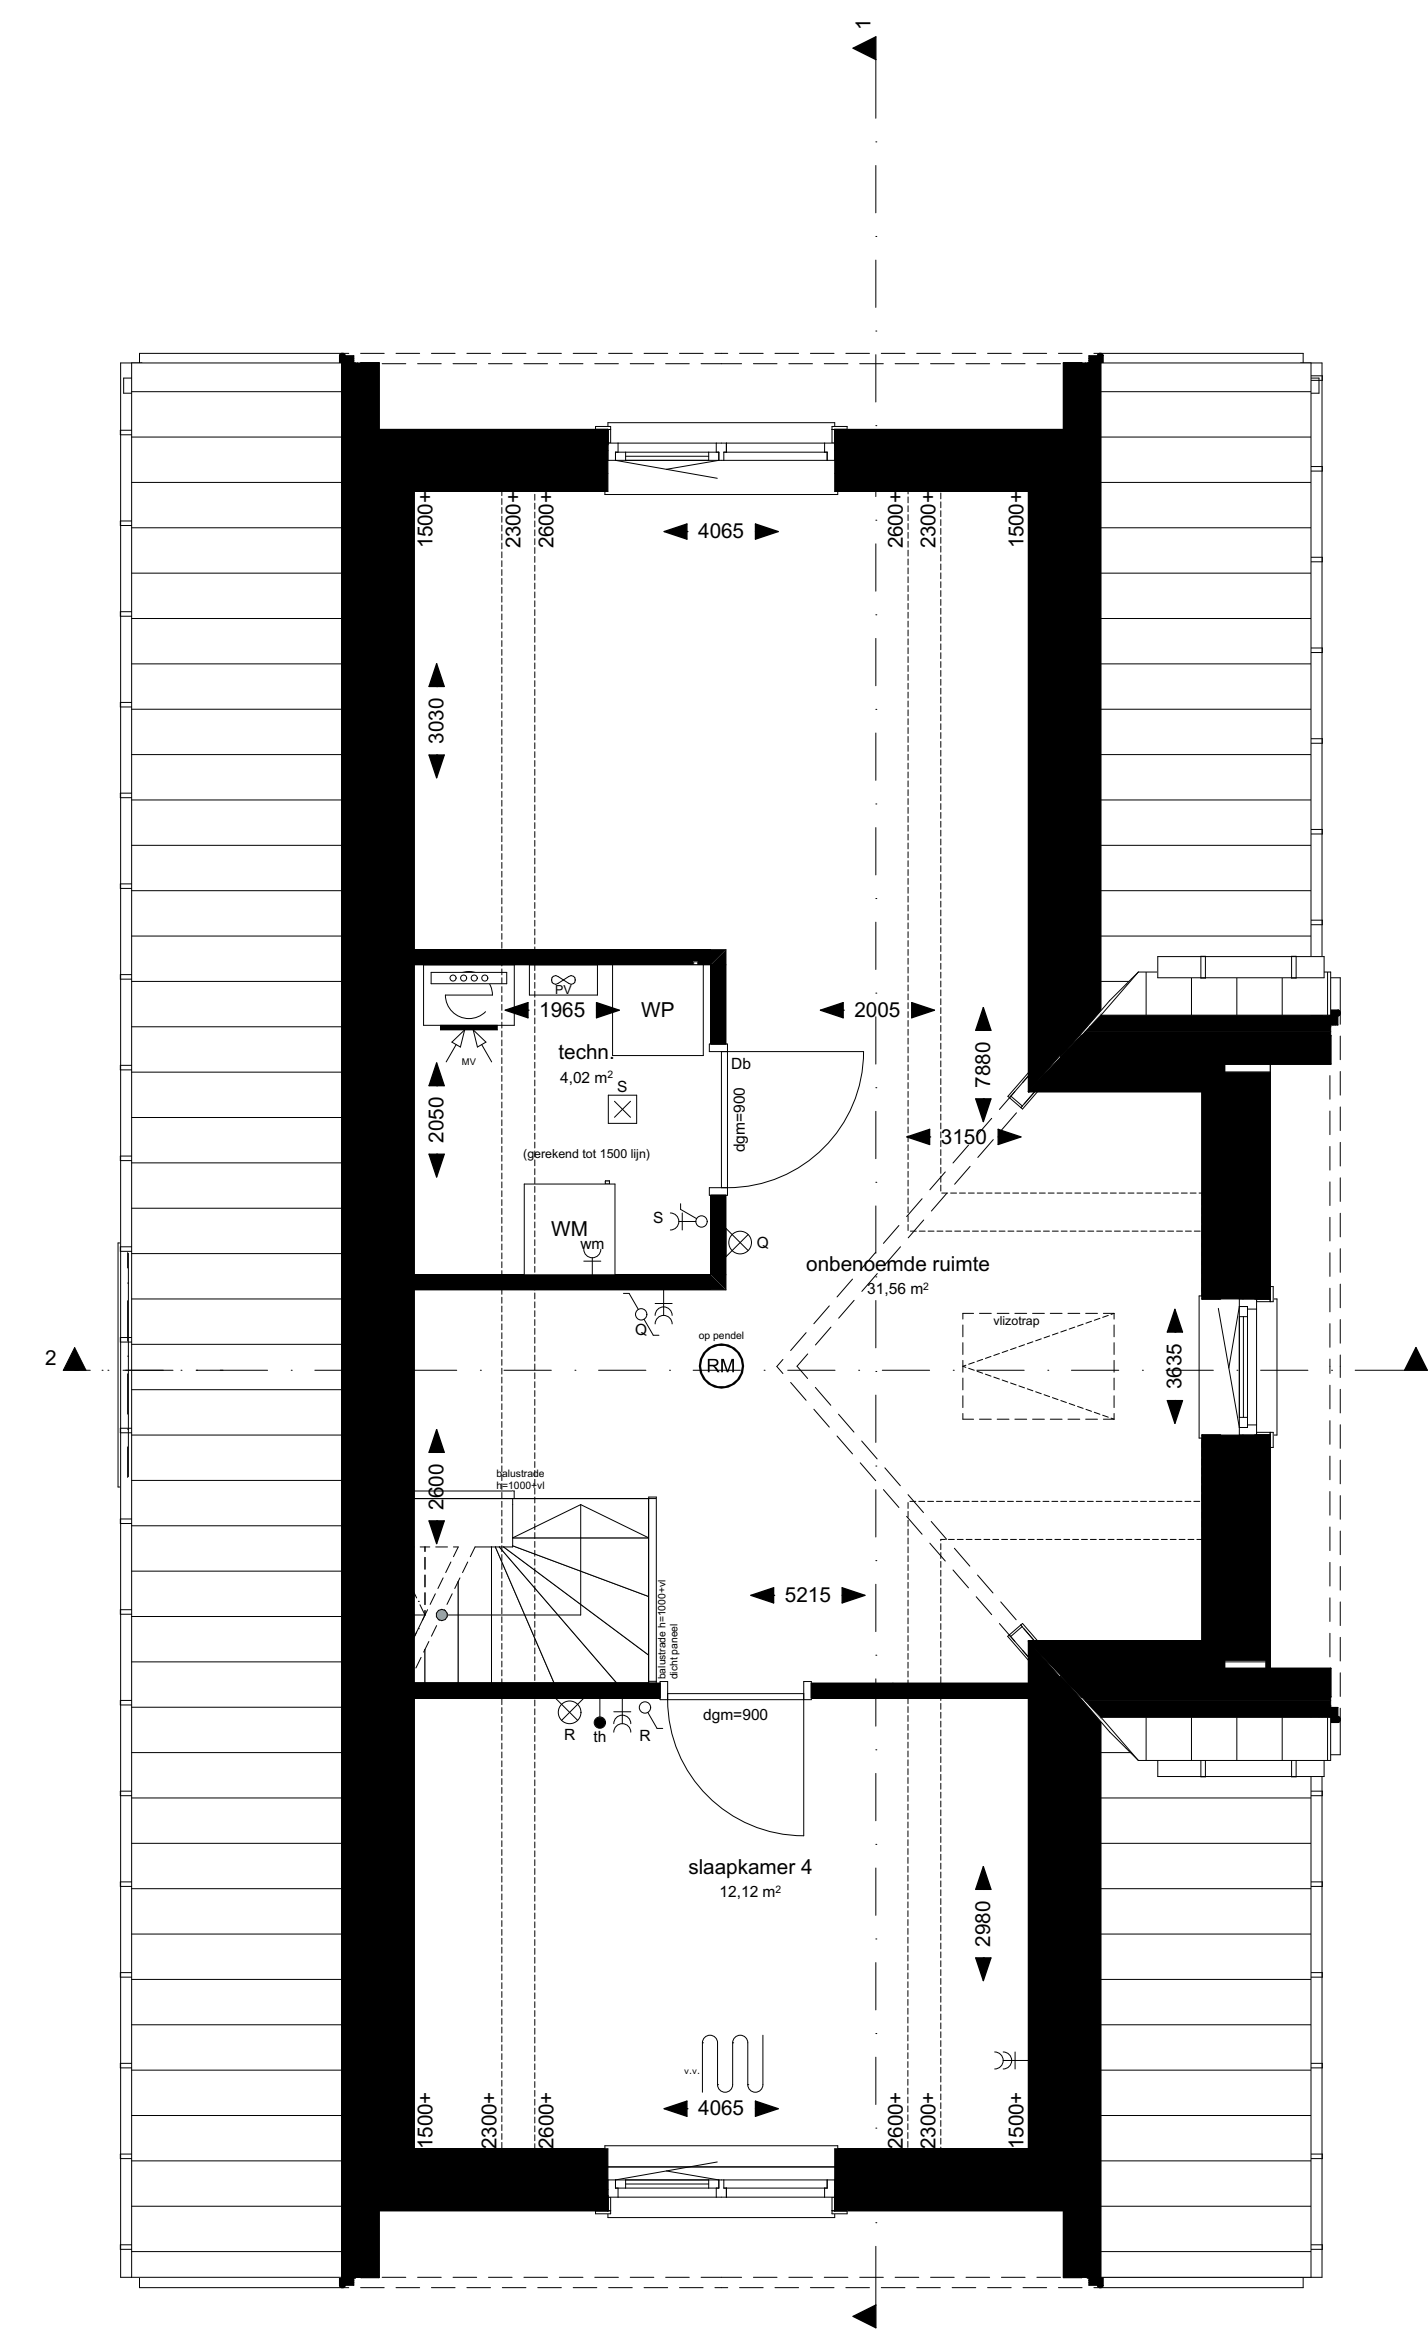 1
1500+
2300+
2600+
4065
2600+
2300+
1500+
3030
PV
1965
WP
2005
MV
techn.
4,02 m²
S
Db
dgm=900
7880
2050
3150
(gerekend tot 1500 lijn)
WM
wm
S
Q
onbenoemde ruimte
31,56 m²
Q
op pendel
RM
vlizotrap
2
3635
2600
balustrade
h=1000+vl
5215
balustrade h=1000+vl
dicht paneel
R
th
R
dgm=900
slaapkamer 4
12,12 m²
2980
v.v.
4065
1500+
2300+
2600+
2600+
2300+
1500+